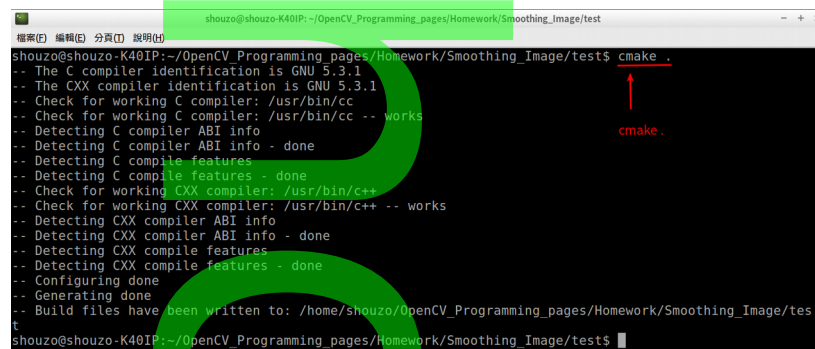 shouzo@shouzo-K40IP: ~/OpenCV_Programming_pages/Homework/Smoothing_Image/test
檔案(F) 編輯(E) 分頁(T) 說明(H)
shouzo@shouzo-K40IP:~/OpenCV_Programming_pages/Homework/Smoothing_Image/test$ cmake .
-- The C compiler identification is GNU 5.3.1
-- The CXX compiler identification is GNU 5.3.1
-- Check for working C compiler: /usr/bin/cc
-- Check for working C compiler: /usr/bin/cc -- works
-- Detecting C compiler ABI info
cmake .
-- Detecting C compiler ABI info - done
-- Detecting C compile features
-- Detecting C compile features - done
-- Check for working CXX compiler: /usr/bin/c++
-- Check for working CXX compiler: /usr/bin/c++ -- works
-- Detecting CXX compiler ABI info
-- Detecting CXX compiler ABI info - done
-- Detecting CXX compile features
-- Detecting CXX compile features - done
-- Configuring done
-- Generating done
-- Build files have been written to: /home/shouzo/OpenCV_Programming_pages/Homework/Smoothing_Image/tes
t
shouzo@shouzo-K40IP:~/OpenCV_Programming_pages/Homework/Smoothing_Image/test$